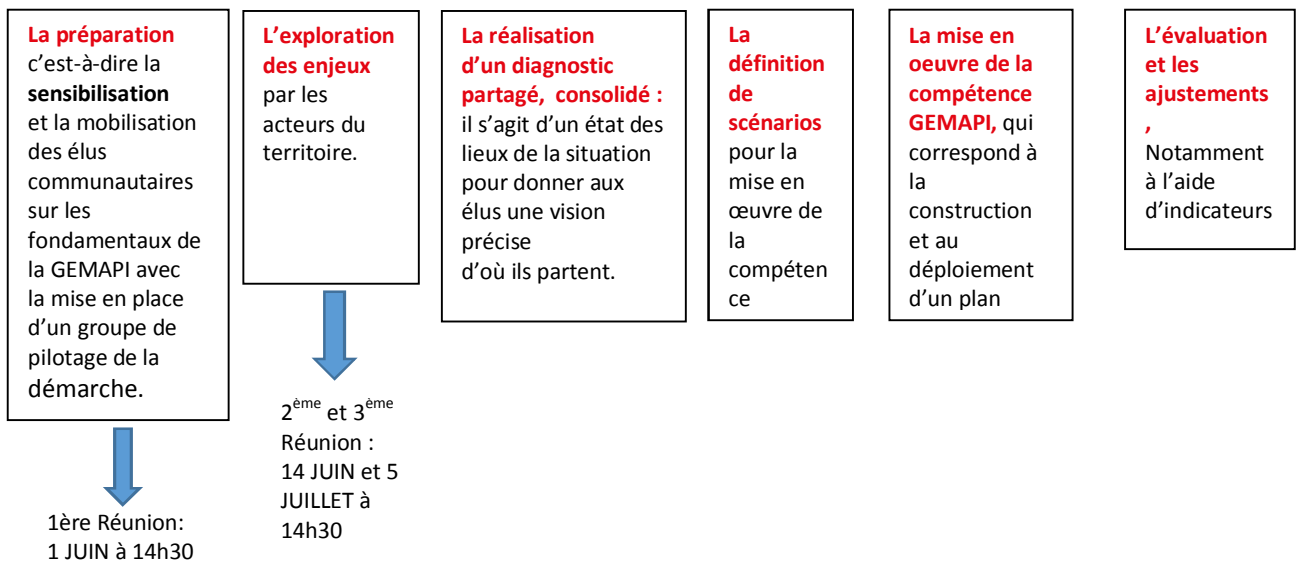 La préparation
c'est-à-dire la
sensibilisation
et la mobilisation
des élus
communautaires
sur les
fondamentaux de
la GEMAPI avec
la mise en place
d'un groupe de
pilotage de la
démarche.
1ère Réunion:
1 JUIN à 14h30
L'exploration
des enjeux
par les
acteurs du
territoire.
2ème et 3ème
Réunion :
14 JUIN et 5
JUILLET à
14h30
La réalisation
d'un diagnostic
partagé, consolidé :
il s'agit d'un état des
lieux de la situation
pour donner aux
élus une vision
précise
d'où ils partent.
La
définition
de
scénarios
pour la
mise en
œuvre de
la
compéten
ce
La mise en
oeuvre de la
compétence
GEMAPI, qui
correspond à
la
construction
et au
déploiement
d'un plan
L'évaluation
et les
ajustements
,
Notamment
à l'aide
d'indicateurs